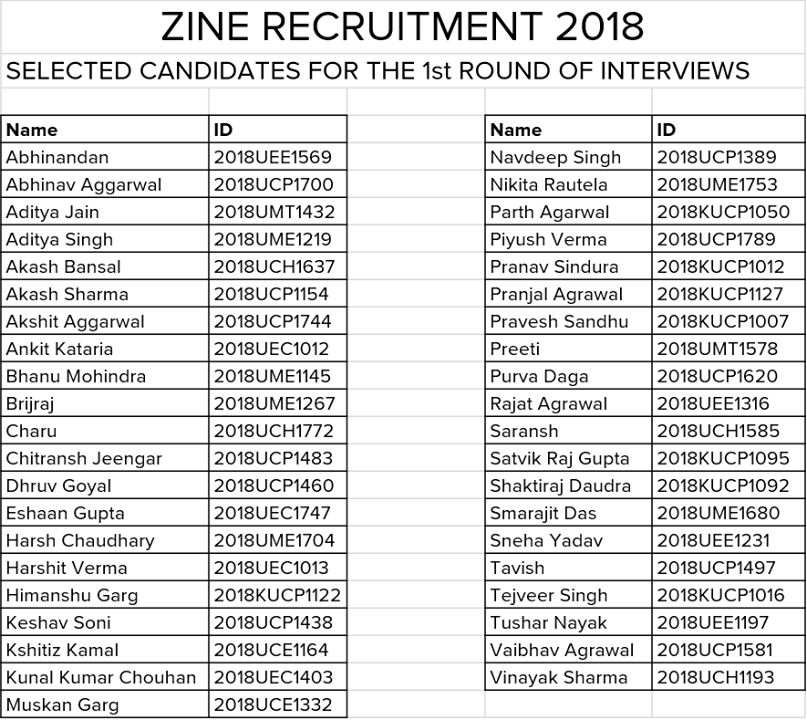 ZINE RECRUITMENT 2018
SELECTED CANDIDATES FOR THE 1st ROUND OF INTERVIEWS
Name ID
Abhinandan 2018UEE1569
Abhinav Aggarwal 2018UCP1700
Aditya Jain 2018UMT1432
Aditya Singh 2018UME1219
Akash Bansal 2018UCH1637
Akash Sharma 2018UCP1154
Akshit Aggarwal 2018UCP1744
Ankit Kataria 2018UEC1012
Bhanu Mohindra 2018UME1145
Brijraj 2018UME1267
Charu 2018UCH1772
Chitransh Jeengar 2018UCP1483
Dhruv Goyal 2018UCP1460
Eshaan Gupta 2018UEC1747
Harsh Chaudhary 2018UME1704
Harshit Verma 2018UEC1013
Himanshu Garg 2018KUCP1122
Keshav Soni 2018UCP1438
Kshitiz Kamal 2018UCE1164
Kunal Kumar Chouhan 2018UEC1403
Muskan Garg 2018UCE1332
Name ID
Navdeep Singh 2018UCP1389
Nikita Rautela 2018UME1753
Parth Agarwal 2018KUCP1050
Piyush Verma 2018UCP1789
Pranav Sindura 2018KUCP1012
Pranjal Agrawal 2018KUCP1127
Pravesh Sandhu 2018KUCP1007
Preeti 2018UMT1578
Purva Daga 2018UCP1620
Rajat Agrawal 2018UEE1316
Saransh 2018UCH1585
Satvik Raj Gupta 2018KUCP1095
Shaktiraj Daudra 2018KUCP1092
Smarajit Das 2018UME1680
Sneha Yadav 2018UEE1231
Tavish 2018UCP1497
Tejveer Singh 2018KUCP1016
Tushar Nayak 2018UEE1197
Vaibhav Agrawal 2018UCP1581
Vinayak Sharma 2018UCH1193